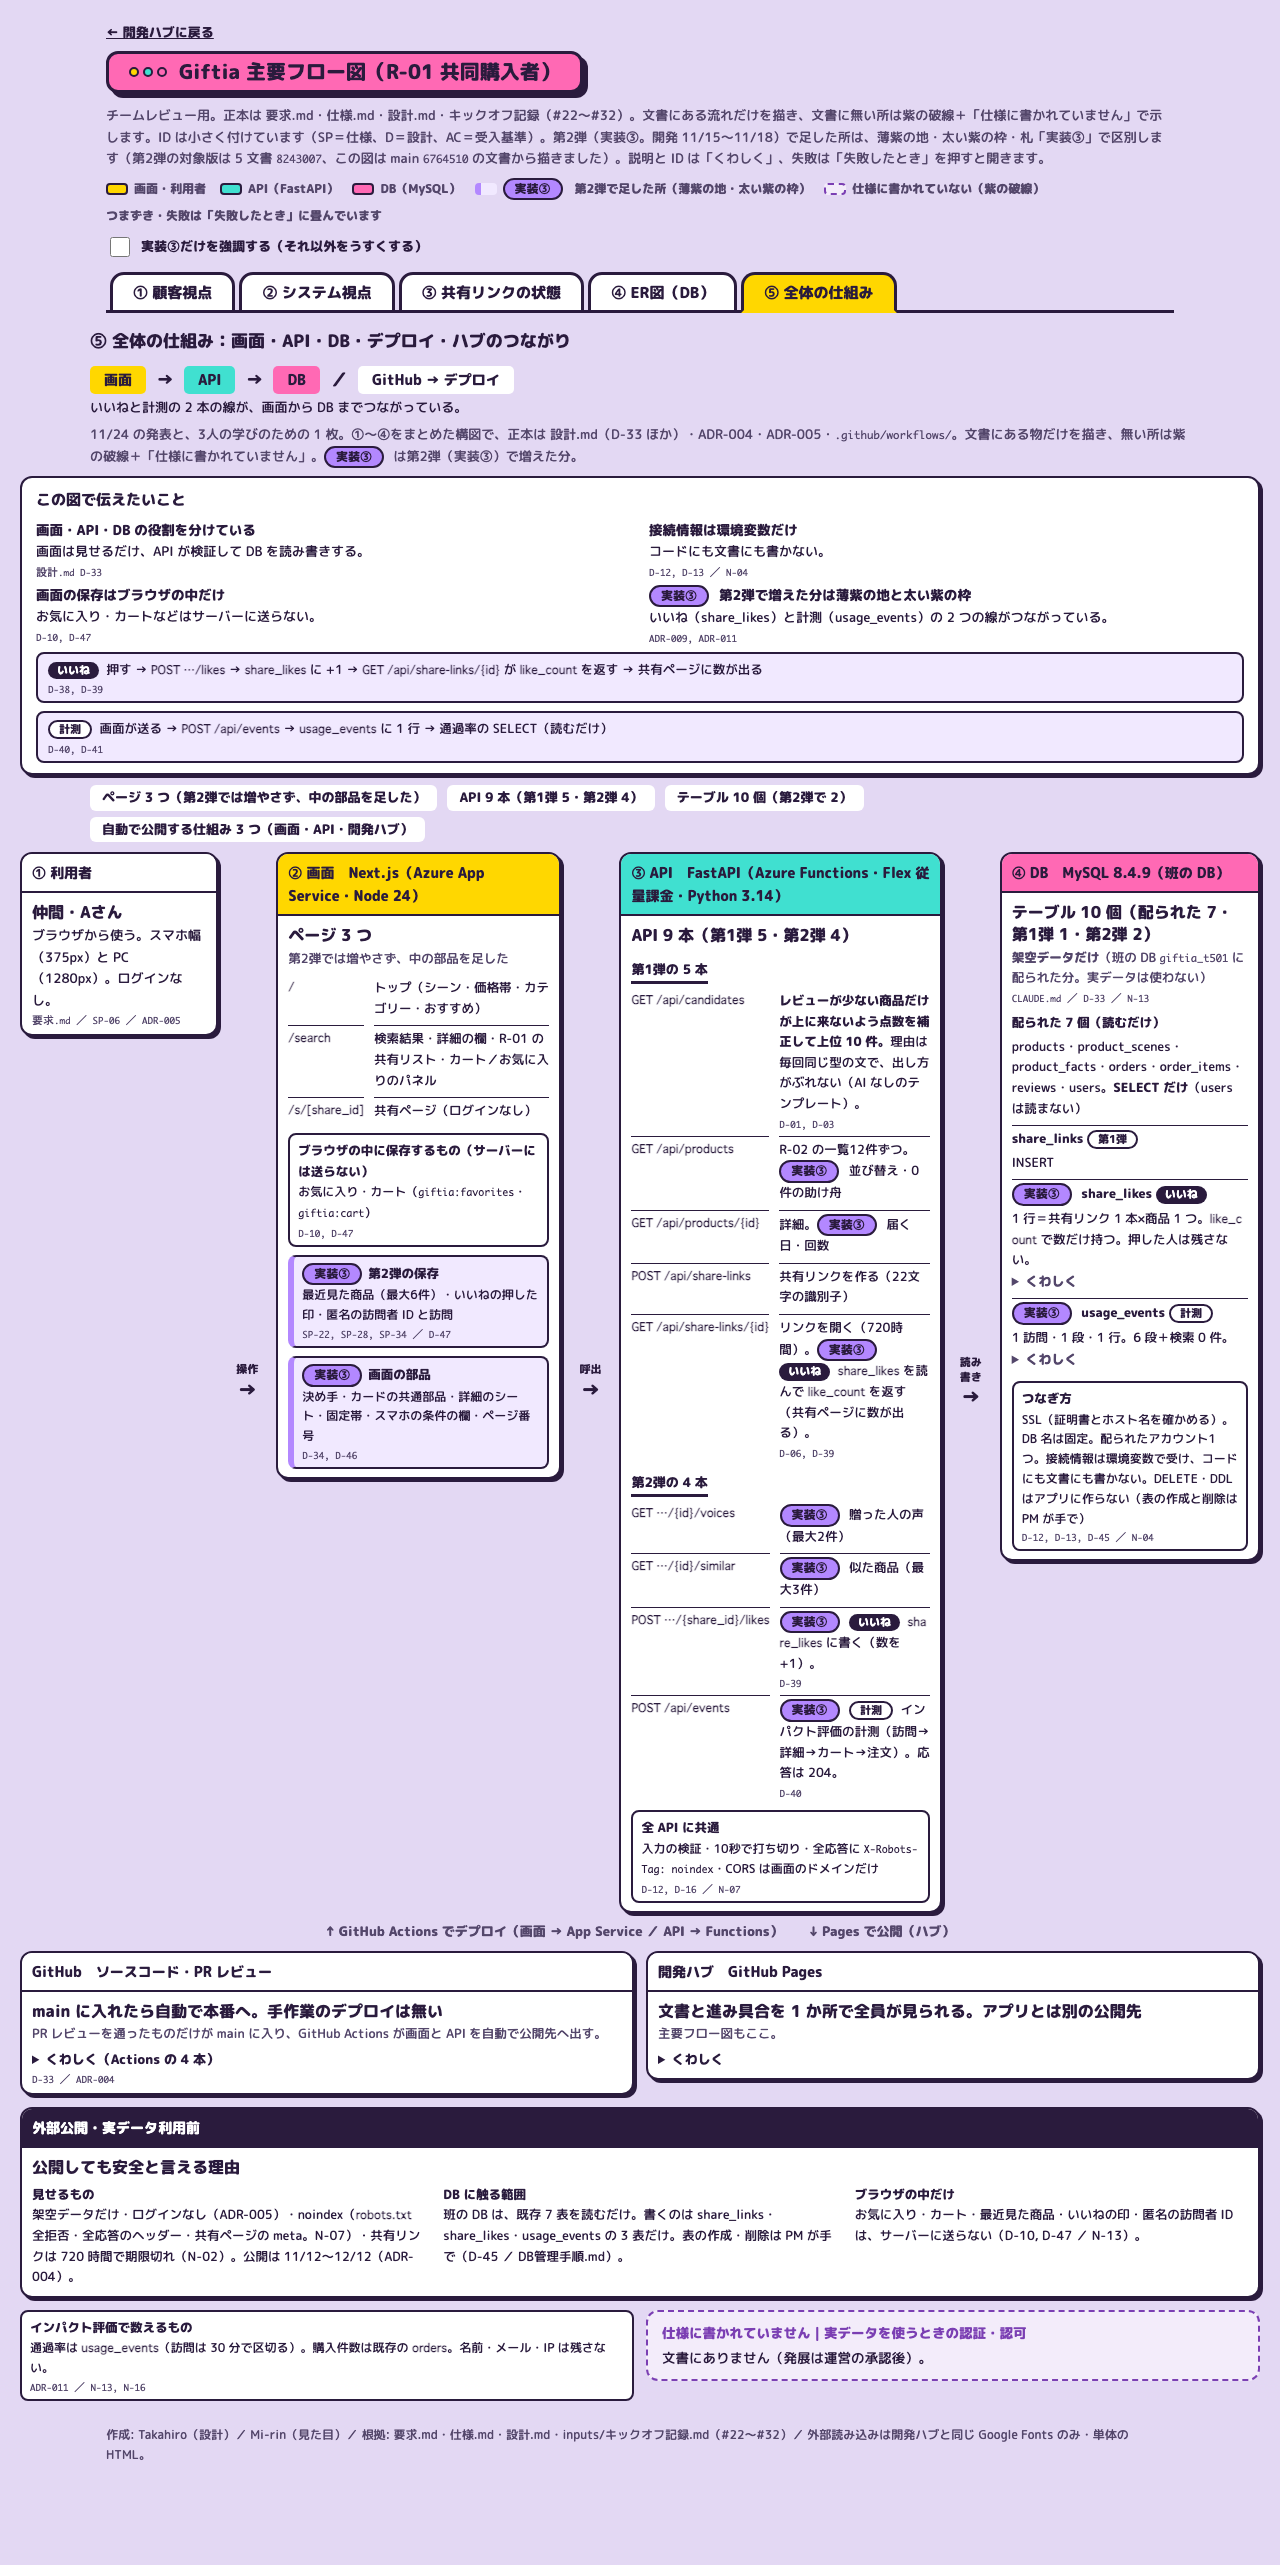 ← 開発ハブに戻る
Giftia 主要フロー図（R-01 共同購入者）
チームレビュー用。正本は 要求.md・仕様.md・設計.md・キックオフ記録（#22〜#32）。文書にある流れだけを描き、文書に無い所は紫の破線＋「仕様に書かれていません」で示
します。ID は小さく付けています（SP＝仕様、D＝設計、AC＝受入基準）。第2弾（実装③。開発 11/15〜11/18）で足した所は、薄紫の地・太い紫の枠・札「実装③」で区別しま
す（第2弾の対象版は 5 文書 8243007、この図は main 6764510 の文書から描きました）。説明と ID は「くわしく」、失敗は「失敗したとき」を押すと開きます。
画面・利用者 API（FastAPI） DB（MySQL） 実装③ 第2弾で足した所（薄紫の地・太い紫の枠） 仕様に書かれていない（紫の破線）
つまずき・失敗は「失敗したとき」に畳んでいます
実装③だけを強調する（それ以外をうすくする）
① 顧客視点 ② システム視点 ③ 共有リンクの状態 ④ ER図（DB） ⑤ 全体の仕組み
⑤ 全体の仕組み：画面・API・DB・デプロイ・ハブのつながり
画面 → API → DB ／ GitHub → デプロイ
いいねと計測の 2 本の線が、画面から DB までつながっている。
11/24 の発表と、3人の学びのための 1 枚。①〜④をまとめた構図で、正本は 設計.md（D-33 ほか）・ADR-004・ADR-005・.github/workflows/。文書にある物だけを描き、無い所は紫
の破線＋「仕様に書かれていません」。 実装③ は第2弾（実装③）で増えた分。
この図で伝えたいこと
画面・API・DB の役割を分けている
画面は見せるだけ、API が検証して DB を読み書きする。
設計.md D-33
接続情報は環境変数だけ
コードにも文書にも書かない。
D-12, D-13 ／ N-04
画面の保存はブラウザの中だけ
お気に入り・カートなどはサーバーに送らない。
D-10, D-47
実装③ 第2弾で増えた分は薄紫の地と太い紫の枠
いいね（share_likes）と計測（usage_events）の 2 つの線がつながっている。
ADR-009, ADR-011
いいね 押す → POST …/likes → share_likes に +1 → GET /api/share-links/{id} が like_count を返す → 共有ページに数が出る
D-38, D-39
計測 画面が送る → POST /api/events → usage_events に 1 行 → 通過率の SELECT（読むだけ）
D-40, D-41
ページ 3 つ（第2弾では増やさず、中の部品を足した） API 9 本（第1弾 5・第2弾 4） テーブル 10 個（第2弾で 2）
自動で公開する仕組み 3 つ（画面・API・開発ハブ）
① 利用者
仲間・Aさん
ブラウザから使う。スマホ幅
（375px）と PC
（1280px）。ログインな
し。
要求.md ／ SP-06 ／ ADR-005
操作
→
② 画面 Next.js（Azure App
Service・Node 24）
ページ 3 つ
第2弾では増やさず、中の部品を足した
/ トップ（シーン・価格帯・カテ
ゴリー・おすすめ）
/search 検索結果・詳細の欄・R-01 の
共有リスト・カート／お気に入
りのパネル
/s/[share_id] 共有ページ（ログインなし）
ブラウザの中に保存するもの（サーバーに
は送らない）
お気に入り・カート（giftia:favorites・
giftia:cart）
D-10, D-47
実装③ 第2弾の保存
最近見た商品（最大6件）・いいねの押した
印・匿名の訪問者 ID と訪問
SP-22, SP-28, SP-34 ／ D-47
実装③ 画面の部品
決め手・カードの共通部品・詳細のシー
ト・固定帯・スマホの条件の欄・ページ番
号
D-34, D-46
呼出
→
③ API FastAPI（Azure Functions・Flex 従
量課金・Python 3.14）
API 9 本（第1弾 5・第2弾 4）
第1弾の 5 本
GET /api/candidates レビューが少ない商品だけ
が上に来ないよう点数を補
正して上位 10 件。理由は
毎回同じ型の文で、出し方
がぶれない（AI なしのテ
ンプレート）。
D-01, D-03
GET /api/products R-02 の一覧12件ずつ。
実装③ 並び替え・0
件の助け舟
GET /api/products/{id} 詳細。 実装③ 届く
日・回数
POST /api/share-links 共有リンクを作る（22文
字の識別子）
GET /api/share-links/{id} リンクを開く（720時
間）。 実装③
いいね share_likes を読
んで like_count を返す
（共有ページに数が出
る）。
D-06, D-39
第2弾の 4 本
GET …/{id}/voices 実装③ 贈った人の声
（最大2件）
GET …/{id}/similar 実装③ 似た商品（最
大3件）
POST …/{share_id}/likes 実装③ いいね sha
re_likes に書く（数を
+1）。
D-39
POST /api/events 実装③ 計測 イン
パクト評価の計測（訪問→
詳細→カート→注文）。応
答は 204。
D-40
全 API に共通
入力の検証・10秒で打ち切り・全応答に X-Robots-
Tag: noindex・CORS は画面のドメインだけ
D-12, D-16 ／ N-07
読み
書き
→
④ DB MySQL 8.4.9（班の DB）
テーブル 10 個（配られた 7・
第1弾 1・第2弾 2）
架空データだけ（班の DB giftia_t501 に
配られた分。実データは使わない）
CLAUDE.md ／ D-33 ／ N-13
配られた 7 個（読むだけ）
products・product_scenes・
product_facts・orders・order_items・
reviews・users。SELECT だけ（users
は読まない）
share_links 第1弾
INSERT
実装③ share_likes いいね
1 行＝共有リンク 1 本×商品 1 つ。like_c
ount で数だけ持つ。押した人は残さな
い。
▶ くわしく
実装③ usage_events 計測
1 訪問・1 段・1 行。6 段＋検索 0 件。
▶ くわしく
つなぎ方
SSL（証明書とホスト名を確かめる）。
DB 名は固定。配られたアカウント1
つ。接続情報は環境変数で受け、コード
にも文書にも書かない。DELETE・DDL
はアプリに作らない（表の作成と削除は
PM が手で）
D-12, D-13, D-45 ／ N-04
↑ GitHub Actions でデプロイ（画面 → App Service ／ API → Functions） ↓ Pages で公開（ハブ）
GitHub ソースコード・PR レビュー
main に入れたら自動で本番へ。手作業のデプロイは無い
PR レビューを通ったものだけが main に入り、GitHub Actions が画面と API を自動で公開先へ出す。
▶ くわしく（Actions の 4 本）
D-33 ／ ADR-004
開発ハブ GitHub Pages
文書と進み具合を 1 か所で全員が見られる。アプリとは別の公開先
主要フロー図もここ。
▶ くわしく
外部公開・実データ利用前
公開しても安全と言える理由
見せるもの
架空データだけ・ログインなし（ADR-005）・noindex（robots.txt
全拒否・全応答のヘッダー・共有ページの meta。N-07）・共有リン
クは 720 時間で期限切れ（N-02）。公開は 11/12〜12/12（ADR-
004）。
DB に触る範囲
班の DB は、既存 7 表を読むだけ。書くのは share_links・
share_likes・usage_events の 3 表だけ。表の作成・削除は PM が手
で（D-45 ／ DB管理手順.md）。
ブラウザの中だけ
お気に入り・カート・最近見た商品・いいねの印・匿名の訪問者 ID
は、サーバーに送らない（D-10, D-47 ／ N-13）。
インパクト評価で数えるもの
通過率は usage_events（訪問は 30 分で区切る）。購入件数は既存の orders。名前・メール・IP は残さな
い。
ADR-011 ／ N-13, N-16
仕様に書かれていません｜実データを使うときの認証・認可
文書にありません（発展は運営の承認後）。
作成: Takahiro（設計）／ Mi-rin（見た目）／ 根拠: 要求.md・仕様.md・設計.md・inputs/キックオフ記録.md（#22〜#32）／ 外部読み込みは開発ハブと同じ Google Fonts のみ・単体の
HTML。